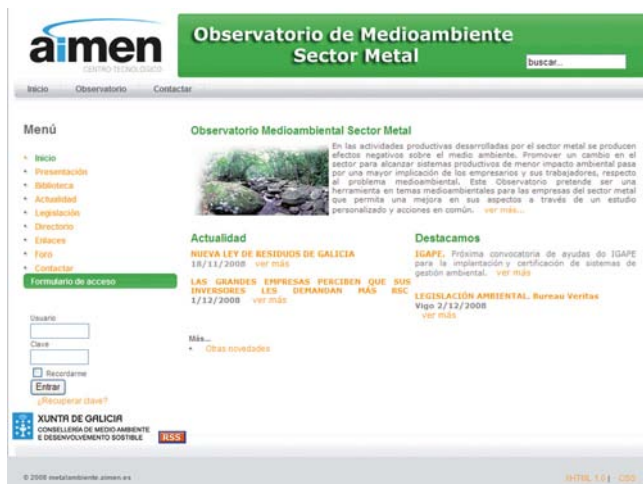 aimen
CENTRO TECNOLÓGICO
Observatorio de Medioambiente
Sector Metal
buscar...
Inicio Observatorio Contactar
Menú
Inicio
Presentación
Biblioteca
Actualidad
Legislación
Directorio
Enlaces
Foro
Contactar
Formulario de acceso
Usuario
Clave
Recordarme
Entrar
¿Recuperar clave?
XUNTA DE GALICIA
CONSELLERÍA DE MEDIO AMBIENTE
E DESENVOLVEMENTO SOSTIBLE
RSS
Observatorio Medioambiental Sector Metal
En las actividades productivas desarrolladas por el sector metal se producen
efectos negativos sobre el medio ambiente. Promover un cambio en el
sector para alcanzar sistemas productivos de menor impacto ambiental pasa
por una mayor implicación de los empresarios y sus trabajadores, respecto
al problema medioambiental. Este Observatorio pretende ser una
herramienta en temas medioambientales para las empresas del sector metal
que permita una mejora en sus aspectos a través de un estudio
personalizado y acciones en común. ver mas...
Actualidad
NUEVA LEY DE RESIDUOS DE GALICIA
18/11/2008 ver más
LAS GRANDES EMPRESAS PERCIBEN QUE SUS
INVERSORES LES DEMANDAN MÁS RSC
1/12/2008 ver más
Más...
Otras novedades
Destacamos
IGAPE. Próxima convocatoria de ayudas do IGAPE
para la implantación y certificación de sistemas de
gestión ambiental. ver más
LEGISLACIÓN AMBIENTAL. Bureau Veritas
Vigo 2/12/2008
ver más
© 2008 metalambiente.aimen.es
XHTML 1.0 | CSS